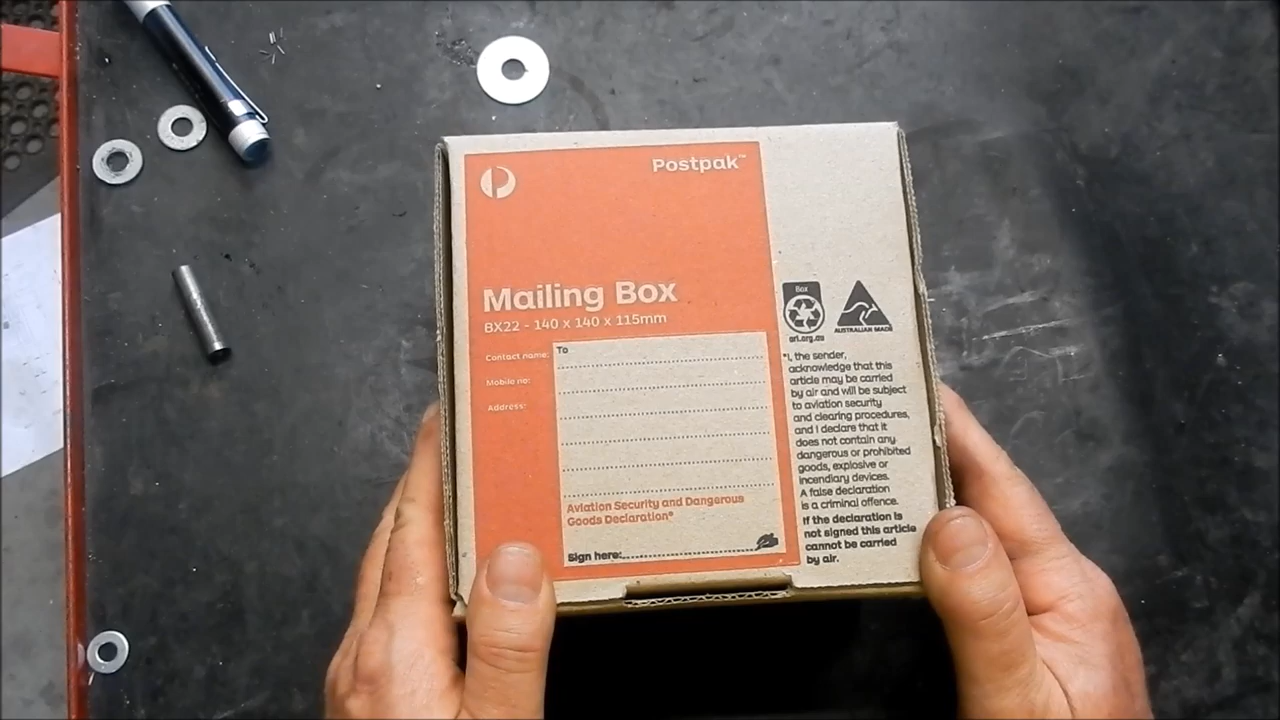 Postpak™
Mailing Box
BX22 - 140 x 140 x 115mm
Contact name:
To
Mobile no:
Address:
Aviation Security and Dangerous
Goods Declaration*
Sign here:
Box
arl.org.au
AUSTRALIAN MADE
*I, the sender,
acknowledge that this
article may be carried
by air and will be subject
to aviation security
and clearing procedures,
and I declare that it
does not contain any
dangerous or prohibited
goods, explosive or
incendiary devices.
A false declaration
is a criminal offence.
If the declaration is
not signed this article
cannot be carried
by air.